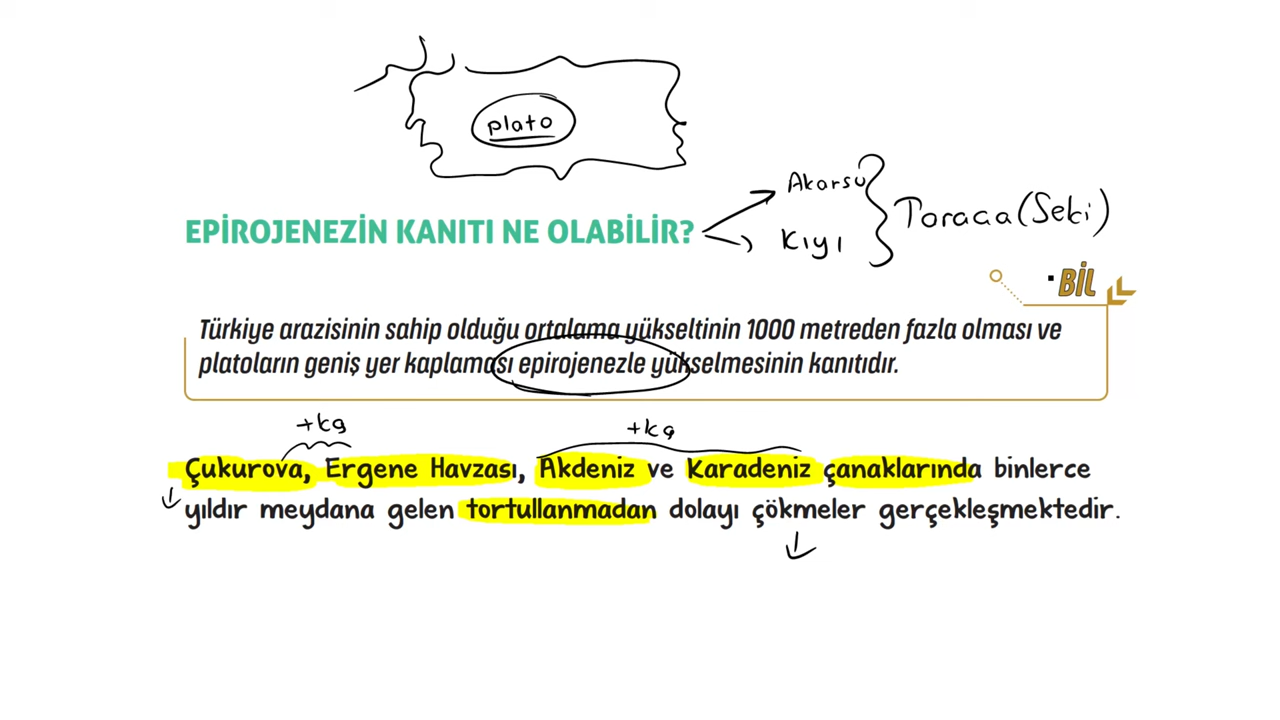 plato
Akarsu
EPİROJENEZİN KANITI NE OLABİLİR?
Kıyı
Taraça (Seki)
BİL
Türkiye arazisinin sahip olduğu ortalama yükseltinin 1000 metreden fazla olması ve
platoların geniş yer kaplaması epirojenezle yükselmesinin kanıtıdır.
+kg
+kg
Çukurova, Ergene Havzası, Akdeniz ve Karadeniz çanaklarında binlerce
yıldır meydana gelen tortullanmadan dolayı çökmeler gerçekleşmektedir.